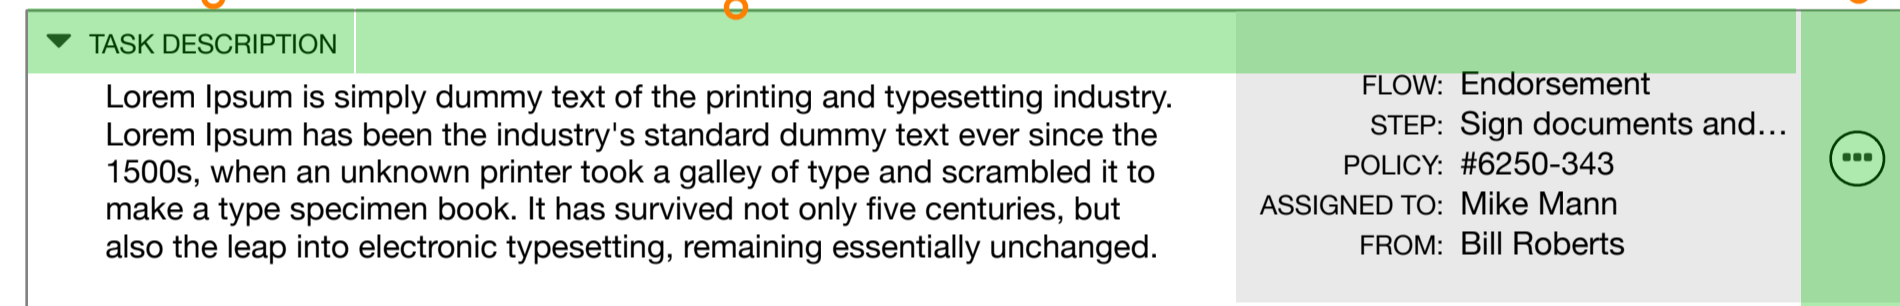 TASK DESCRIPTION
Lorem Ipsum is simply dummy text of the printing and typesetting industry.
Lorem Ipsum has been the industry's standard dummy text ever since the
1500s, when an unknown printer took a galley of type and scrambled it to
make a type specimen book. It has survived not only five centuries, but
also the leap into electronic typesetting, remaining essentially unchanged.
FLOW: Endorsement
STEP: Sign documents and...
POLICY: #6250-343
ASSIGNED TO: Mike Mann
FROM: Bill Roberts